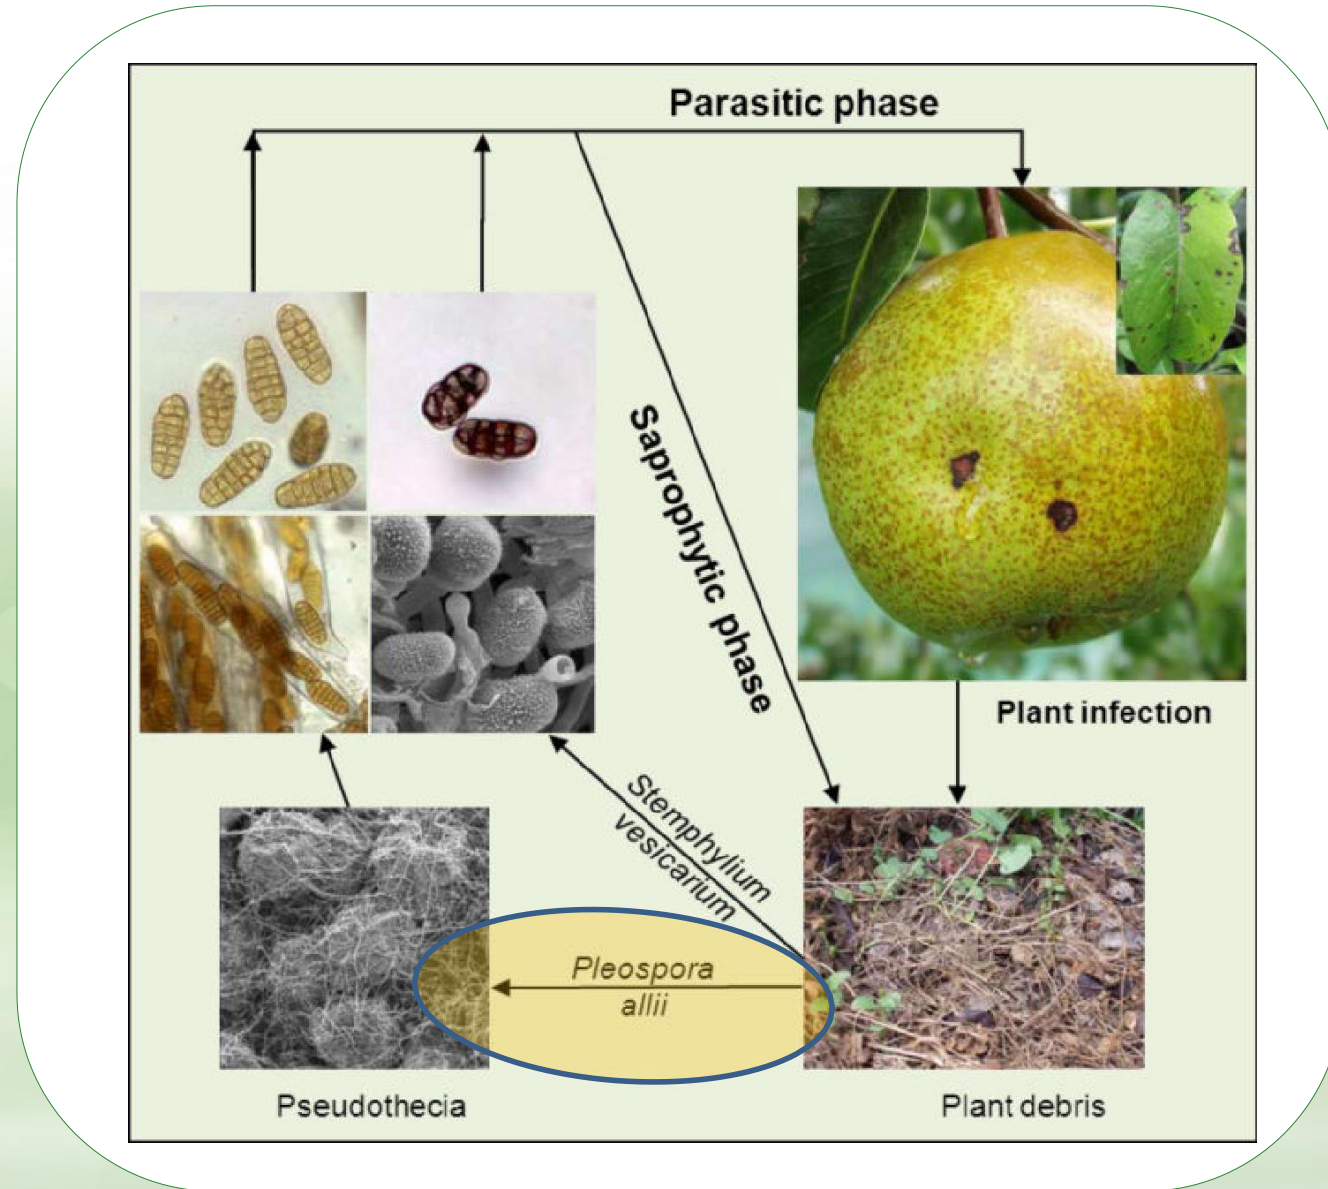 Parasitic phase
Saprophytic phase
Plant infection
Stemphylium
vesicarium
Pleospora
allii
Pseudothecia
Plant debris